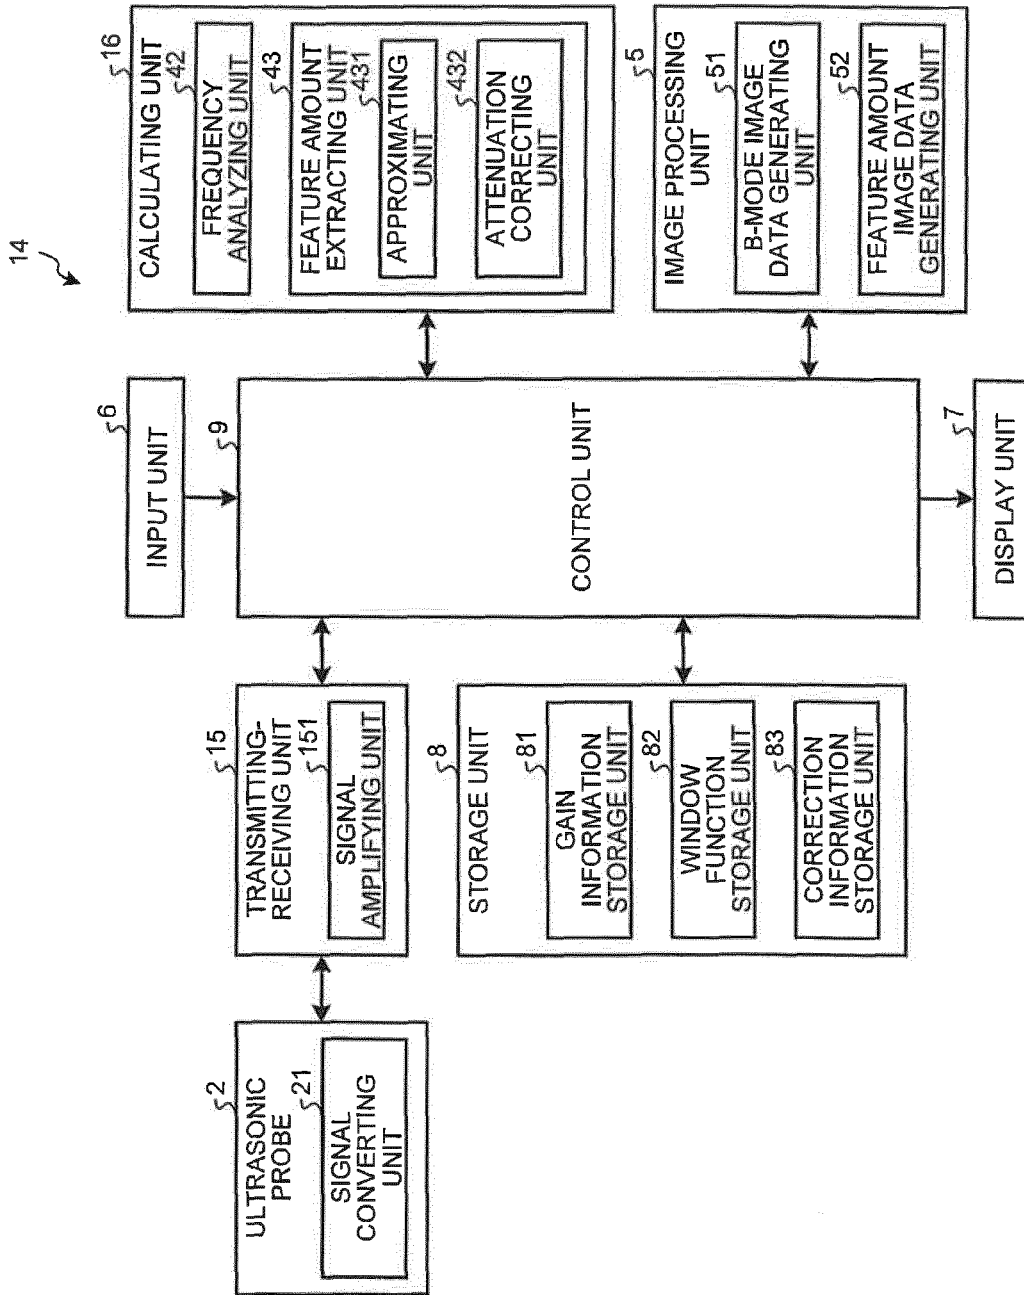 14
ULTRASONIC
PROBE
2
SIGNAL
CONVERTING
UNIT
21
TRANSMITTING-
RECEIVING UNIT
15
SIGNAL
AMPLIFYING UNIT
151
STORAGE UNIT
8
GAIN
INFORMATION
STORAGE UNIT
81
WINDOW
FUNCTION
STORAGE UNIT
82
CORRECTION
INFORMATION
STORAGE UNIT
83
INPUT UNIT
6
CONTROL UNIT
9
DISPLAY UNIT
7
CALCULATING UNIT
16
FREQUENCY
ANALYZING UNIT
42
FEATURE AMOUNT
EXTRACTING UNIT
43
APPROXIMATING
UNIT
431
ATTENUATION
CORRECTING
UNIT
432
IMAGE PROCESSING
UNIT
5
B-MODE IMAGE
DATA GENERATING
UNIT
51
FEATURE AMOUNT
IMAGE DATA
GENERATING UNIT
52